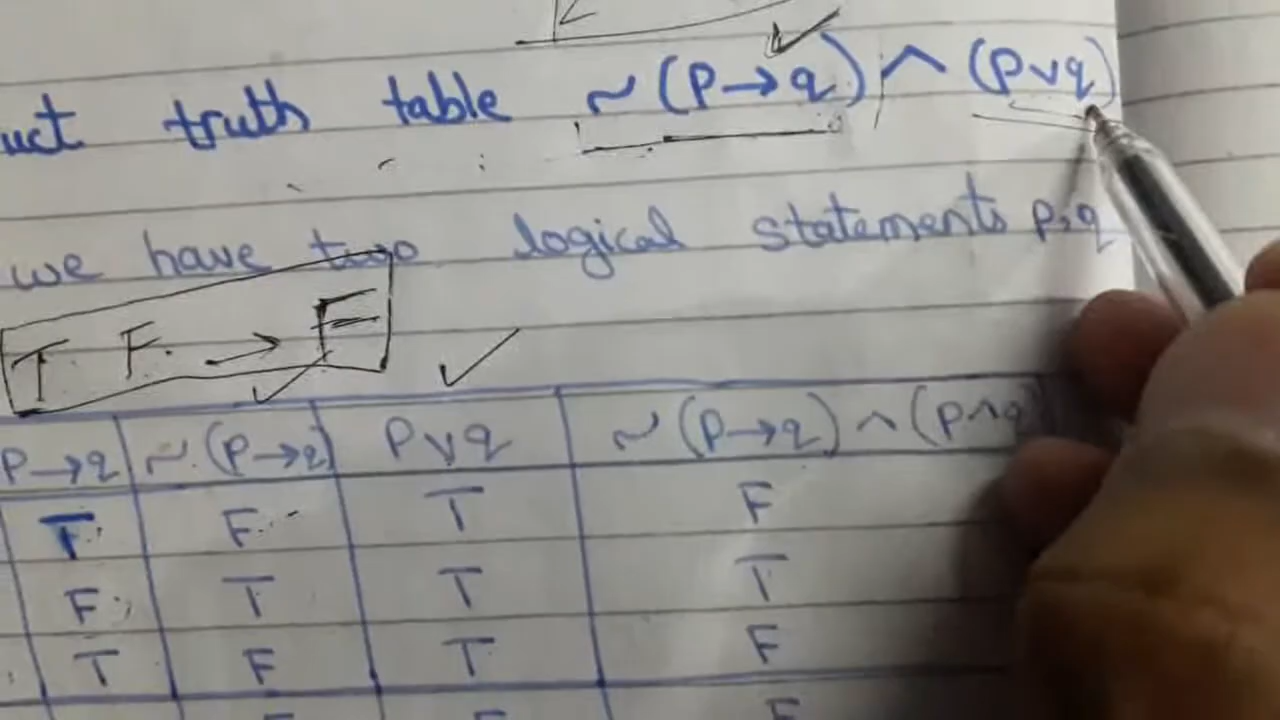 uct truth table ~(P→q) ∧ (P∨q)
we have two logical statements p,q
T F → F
P→q ~(P→q) P∨q ~(P→q) ∧ (P∧q)
T F T F
F T T T
T F T F
F F F